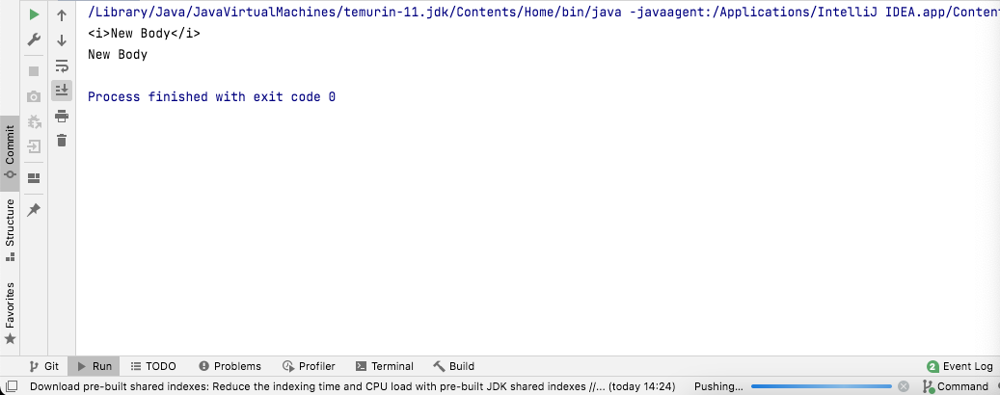 /Library/Java/JavaVirtualMachines/temurin-11.jdk/Contents/Home/bin/java -javaagent:/Applications/IntelliJ IDEA.app/Conten
<i>New Body</i>
New Body
Process finished with exit code 0
Commit
Structure
Favorites
Git Run TODO Problems Profiler Terminal Build 2 Event Log
Download pre-built shared indexes: Reduce the indexing time and CPU load with pre-built JDK shared indexes //... (today 14:24) Pushing... Command